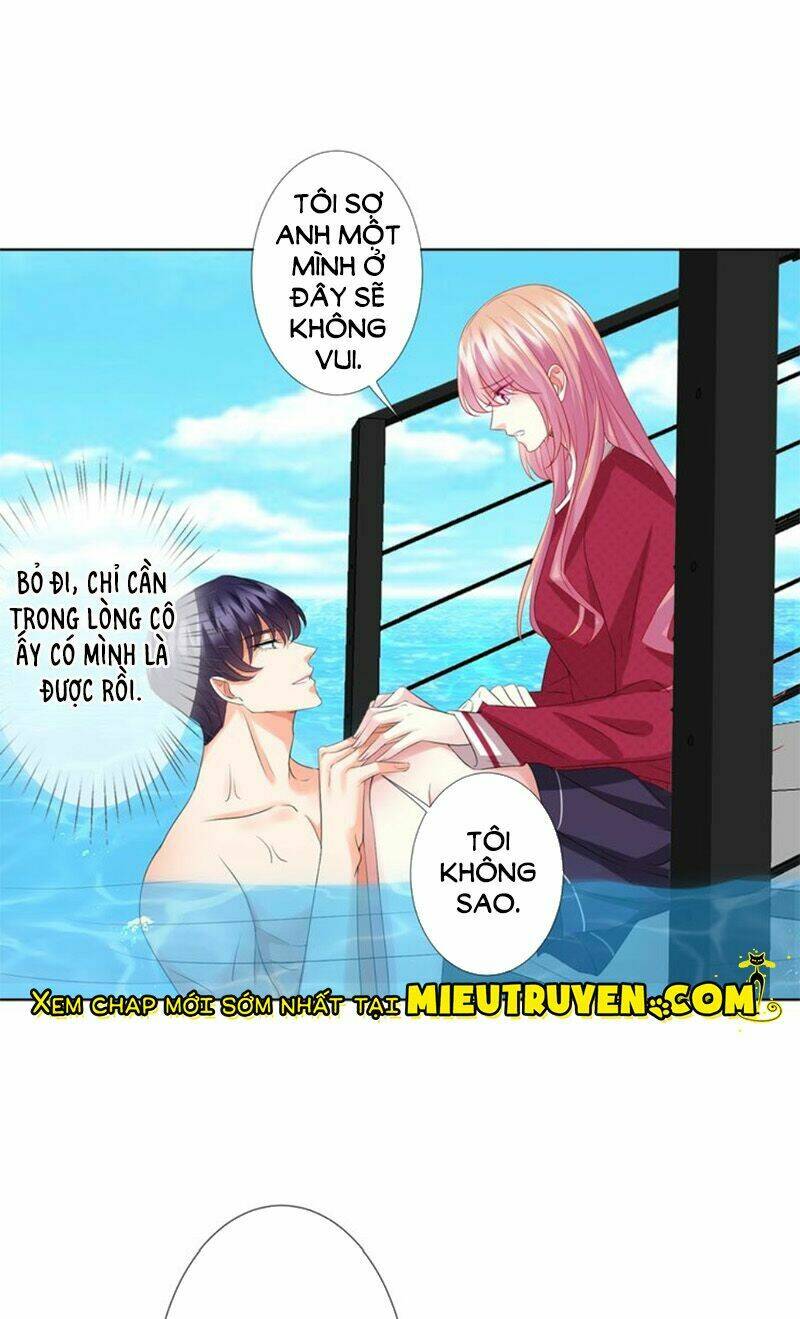 TÔI SỢ
ANH MỘT
MÌNH Ở
ĐÂY SẼ
KHÔNG
VUI.
BỎ ĐI, CHỈ CẦN
TRONG LÒNG CÔ
ẤY CÓ MÌNH LÀ
ĐƯỢC RỒI.
TÔI
KHÔNG
SAO.
XEM CHAP MỚI SỚM NHẤT TẠI MIEUTRUYEN.COM